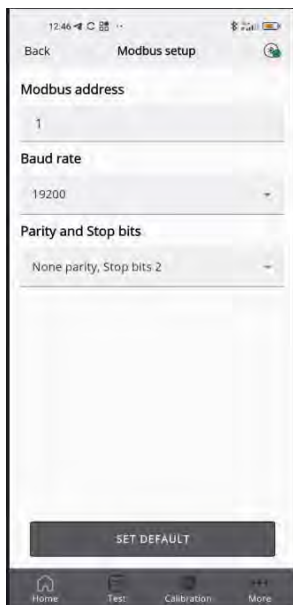 12:46
Back Modbus setup
Modbus address
1
Baud rate
19200
Parity and Stop bits
None parity, Stop bits 2
SET DEFAULT
Home Test Calibration More